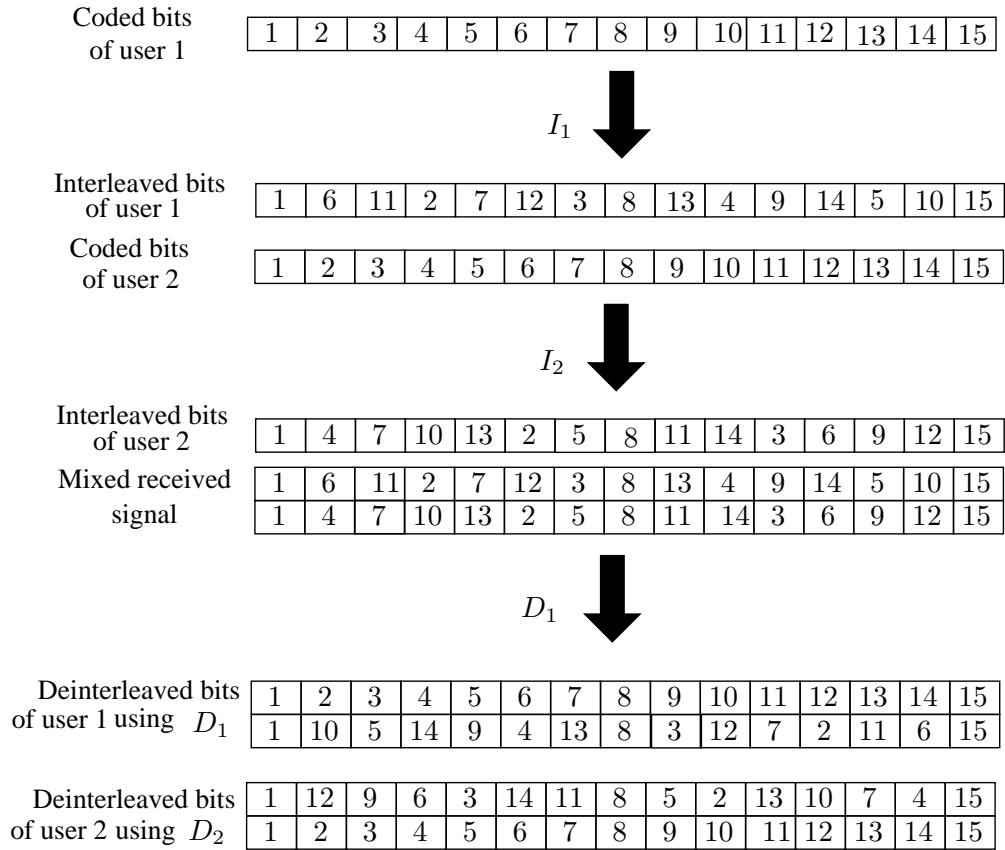 Coded bits
of user 1
1 2 3 4 5 6 7 8 9 10 11 12 13 14 15
I₁
Interleaved bits
of user 1
1 6 11 2 7 12 3 8 13 4 9 14 5 10 15
Coded bits
of user 2
1 2 3 4 5 6 7 8 9 10 11 12 13 14 15
I₂
Interleaved bits
of user 2
1 4 7 10 13 2 5 8 11 14 3 6 9 12 15
Mixed received
signal
1 6 11 2 7 12 3 8 13 4 9 14 5 10 15
1 4 7 10 13 2 5 8 11 14 3 6 9 12 15
D₁
Deinterleaved bits
of user 1 using D₁
1 2 3 4 5 6 7 8 9 10 11 12 13 14 15
1 10 5 14 9 4 13 8 3 12 7 2 11 6 15
Deinterleaved bits
of user 2 using D₂
1 12 9 6 3 14 11 8 5 2 13 10 7 4 15
1 2 3 4 5 6 7 8 9 10 11 12 13 14 15